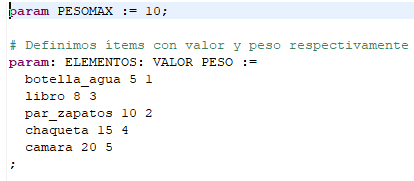 param PESOMAX := 10;
# Definimos ítems con valor y peso respectivamente
param: ELEMENTOS: VALOR PESO :=
botella_agua 5 1
libro 8 3
par_zapatos 10 2
chaqueta 15 4
camara 20 5
;